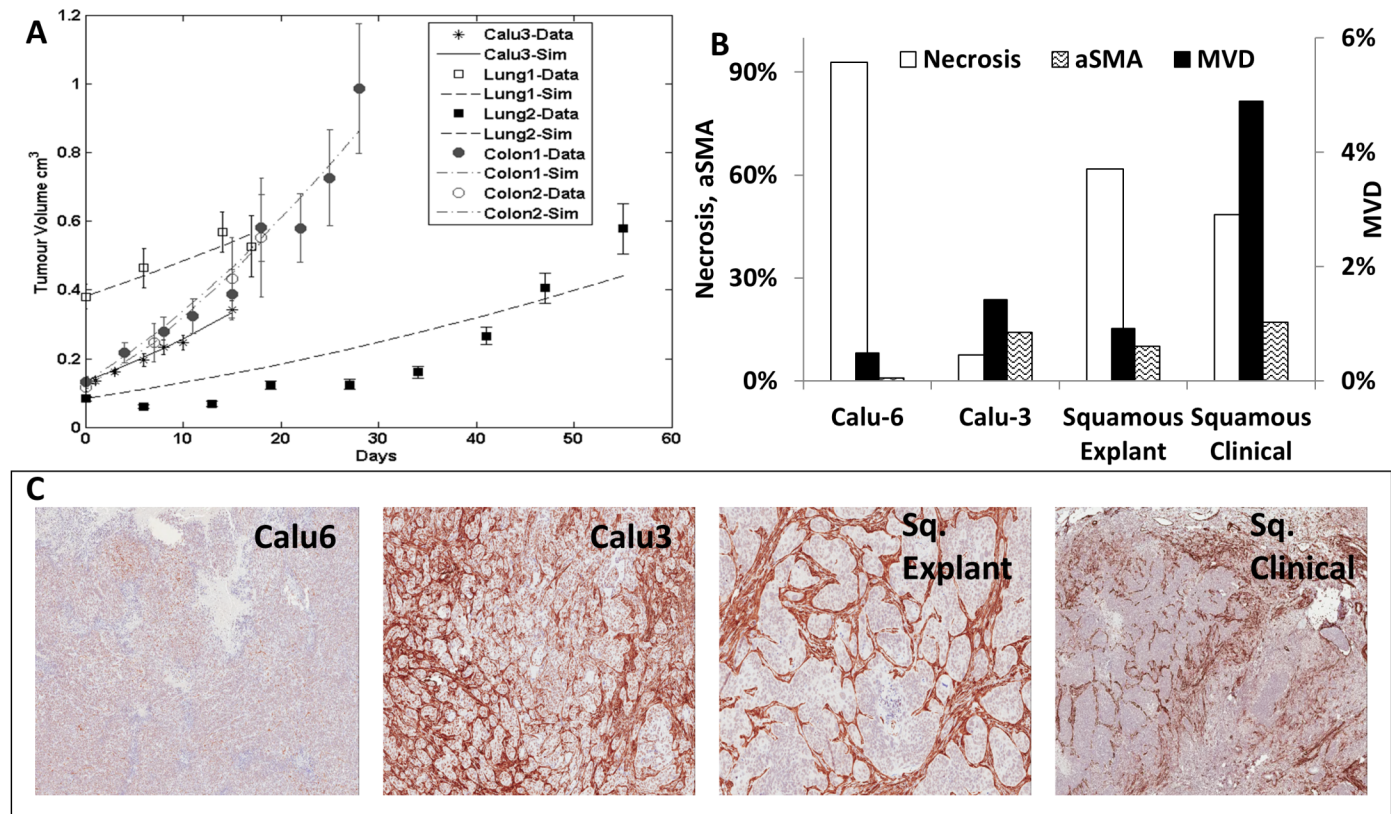 A
1.2
1
0.8
0.6
0.4
0.2
0
Tumour Volume cm3
0 10 20 30 40 50 60
Days
Calu3-Data
Calu3-Sim
Lung1-Data
Lung1-Sim
Lung2-Data
Lung2-Sim
Colon1-Data
Colon1-Sim
Colon2-Data
Colon2-Sim
B
Necrosis aSMA MVD
90%
60%
30%
0%
Necrosis, aSMA
6%
4%
2%
0%
MVD
Calu-6 Calu-3 Squamous Squamous
Explant Clinical
C
Calu6
Calu3
Sq.
Explant
Sq.
Clinical